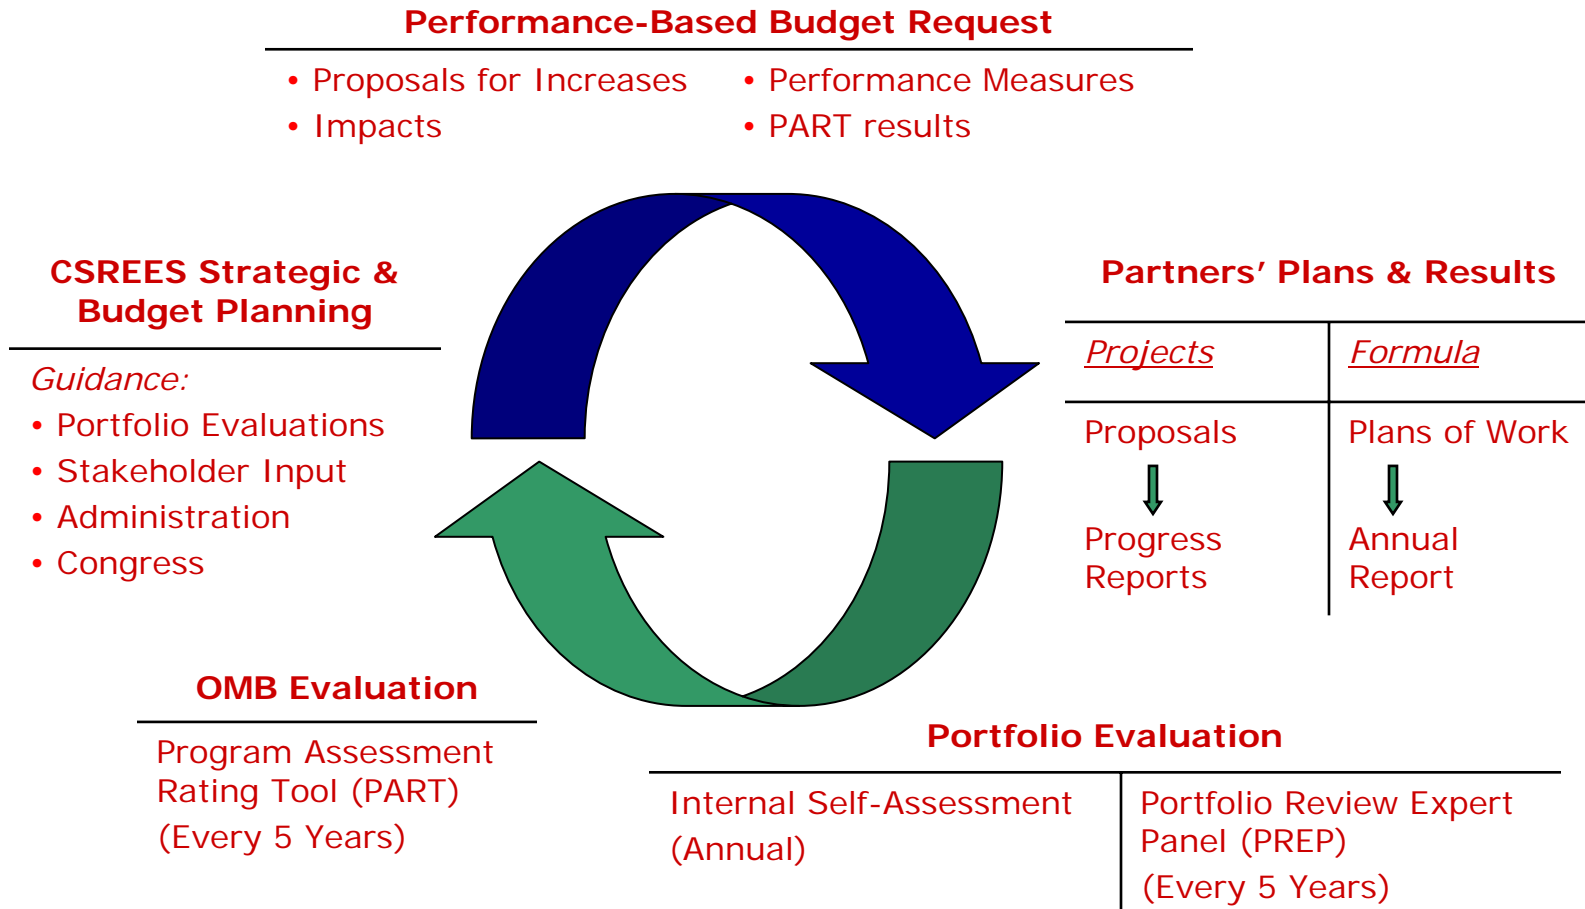 Performance-Based Budget Request
• Proposals for Increases
• Impacts
• Performance Measures
• PART results
CSREES Strategic &
Budget Planning
Guidance:
• Portfolio Evaluations
• Stakeholder Input
• Administration
• Congress
Partners’ Plans & Results
Projects
Formula
Proposals
Plans of Work
Progress
Reports
Annual
Report
OMB Evaluation
Program Assessment
Rating Tool (PART)
(Every 5 Years)
Portfolio Evaluation
Internal Self-Assessment
(Annual)
Portfolio Review Expert
Panel (PREP)
(Every 5 Years)